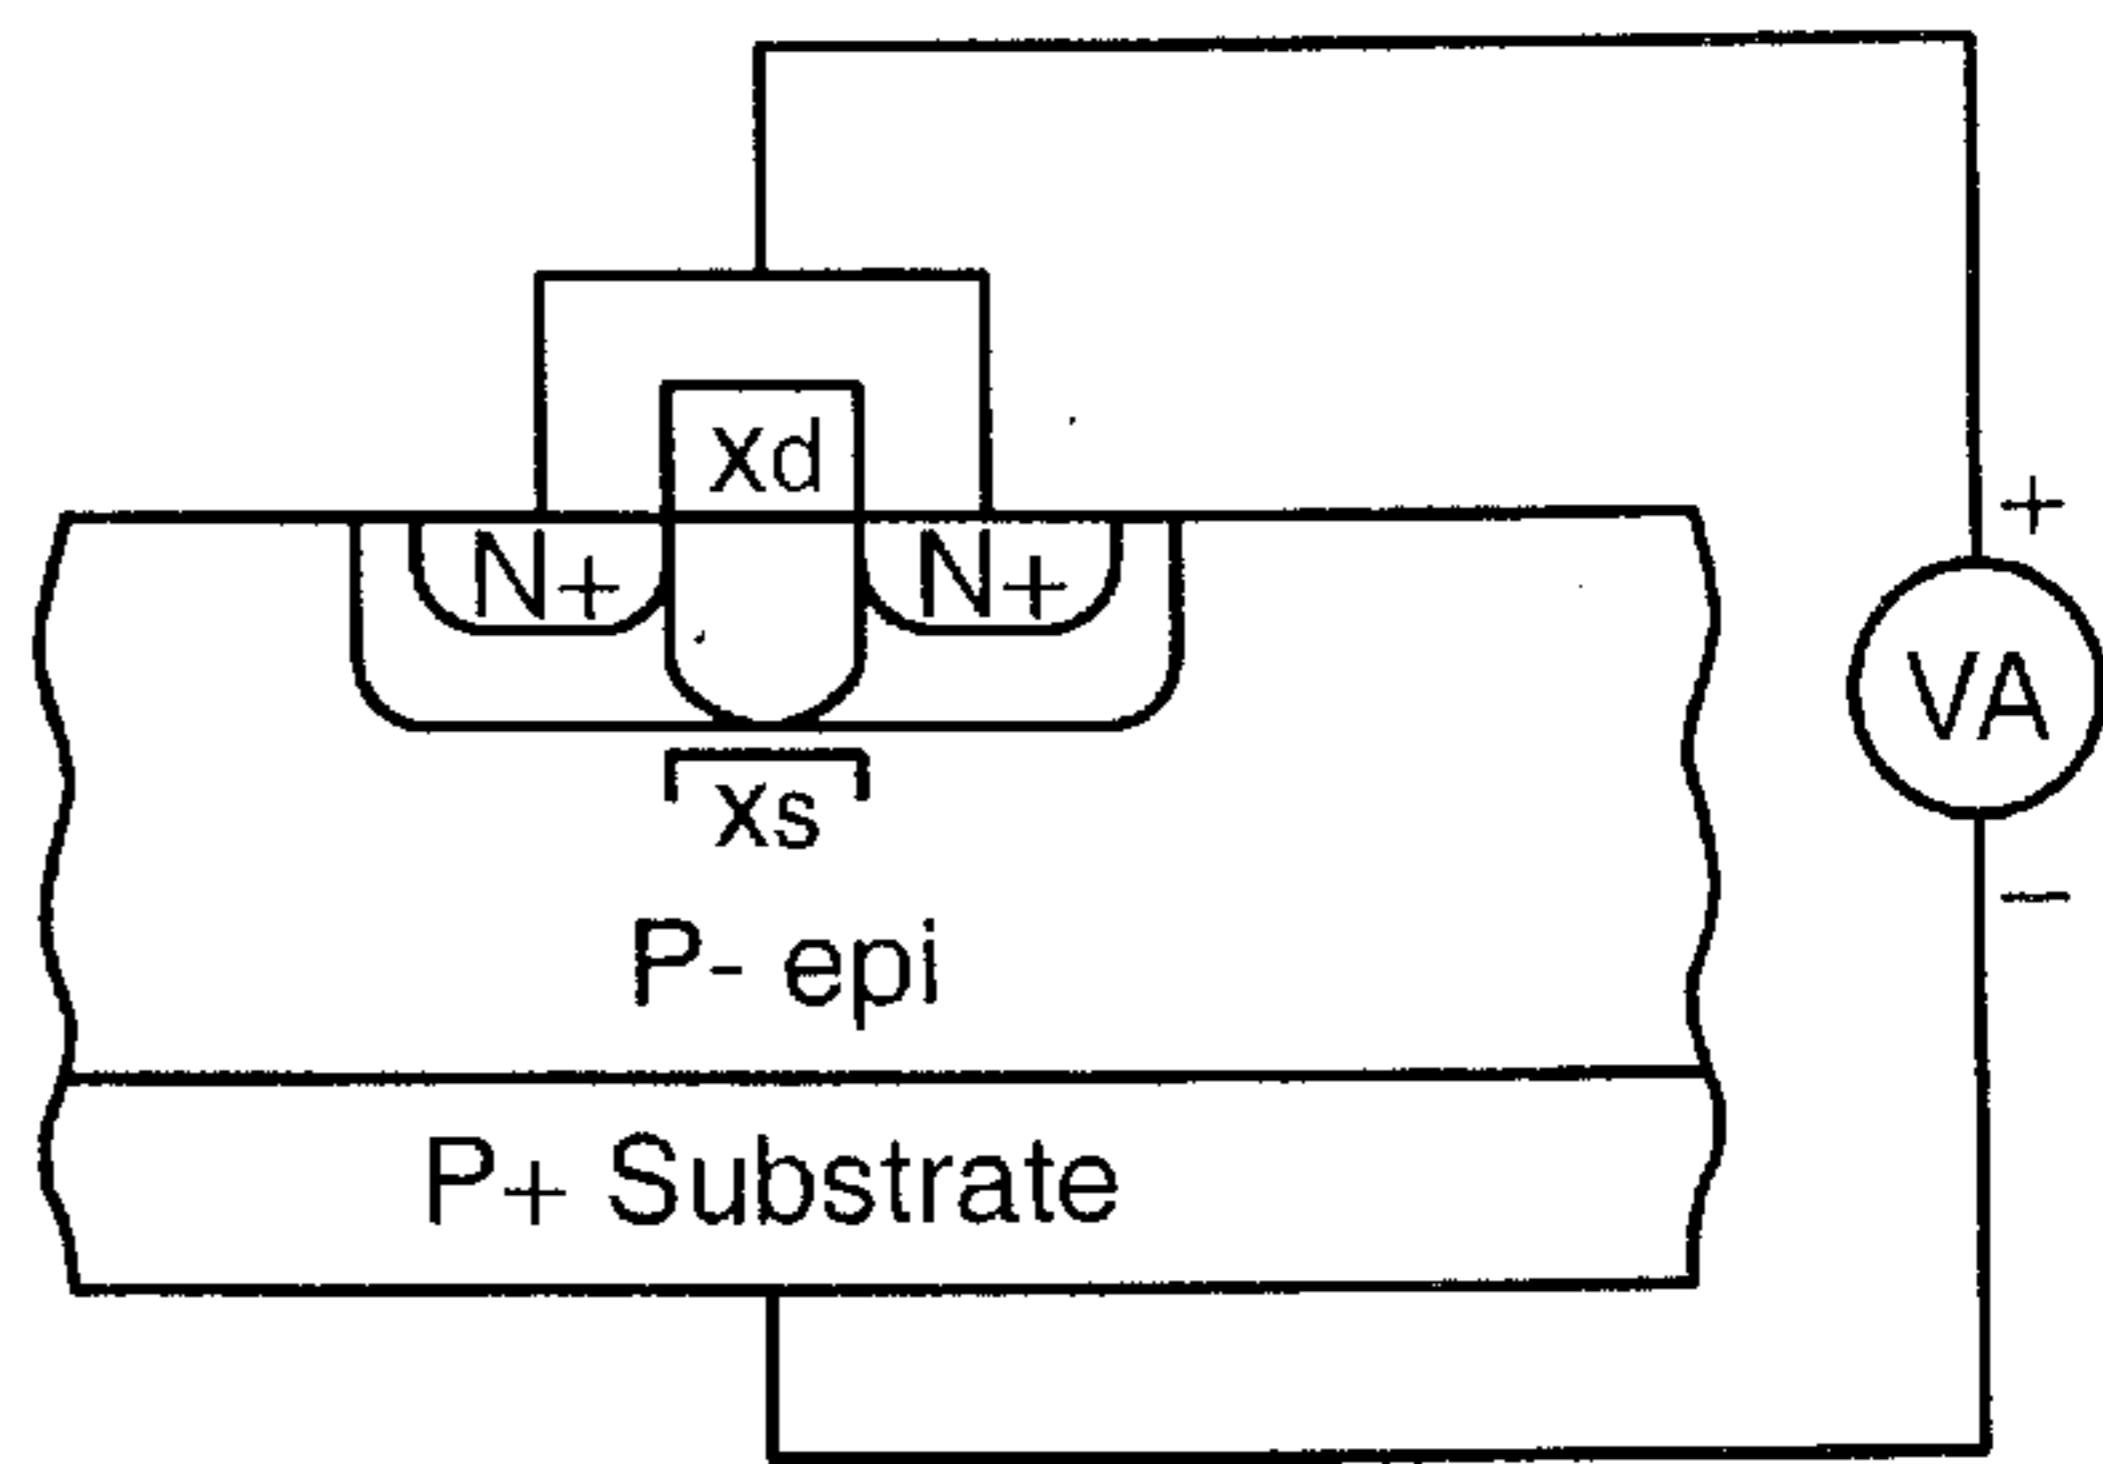 xd
+
N+ N+
VA
xs
−
P- epi
P+ Substrate